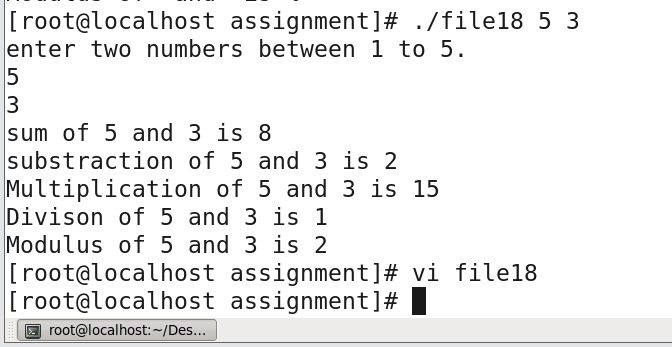 [root@localhost assignment]# ./file18 5 3
enter two numbers between 1 to 5.
5
3
sum of 5 and 3 is 8
substraction of 5 and 3 is 2
Multiplication of 5 and 3 is 15
Divison of 5 and 3 is 1
Modulus of 5 and 3 is 2
[root@localhost assignment]# vi file18
[root@localhost assignment]#
root@localhost:~/Des...